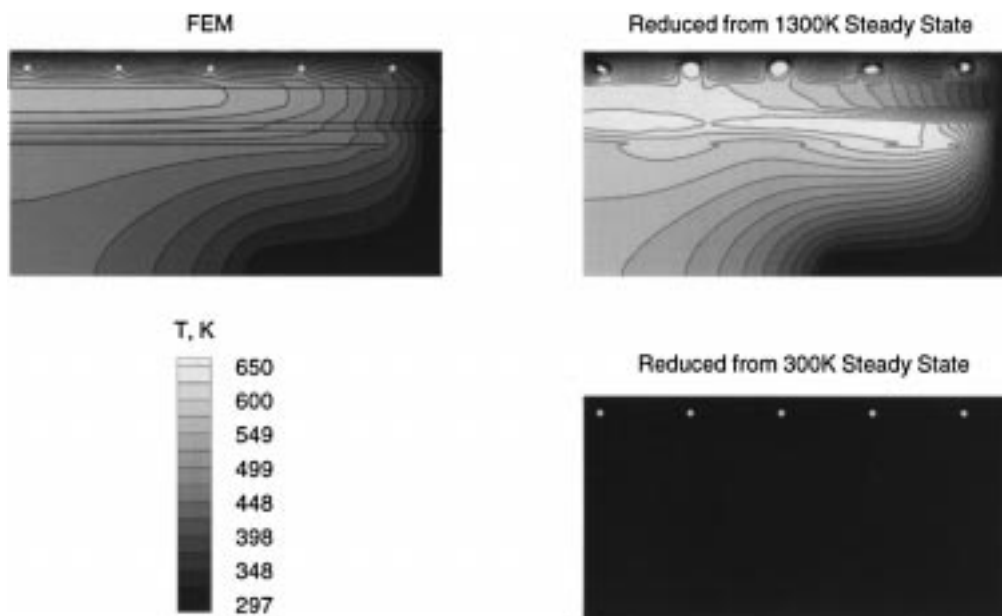 FEM
Reduced from 1300K Steady State
T, K
650
600
549
499
448
398
348
297
Reduced from 300K Steady State